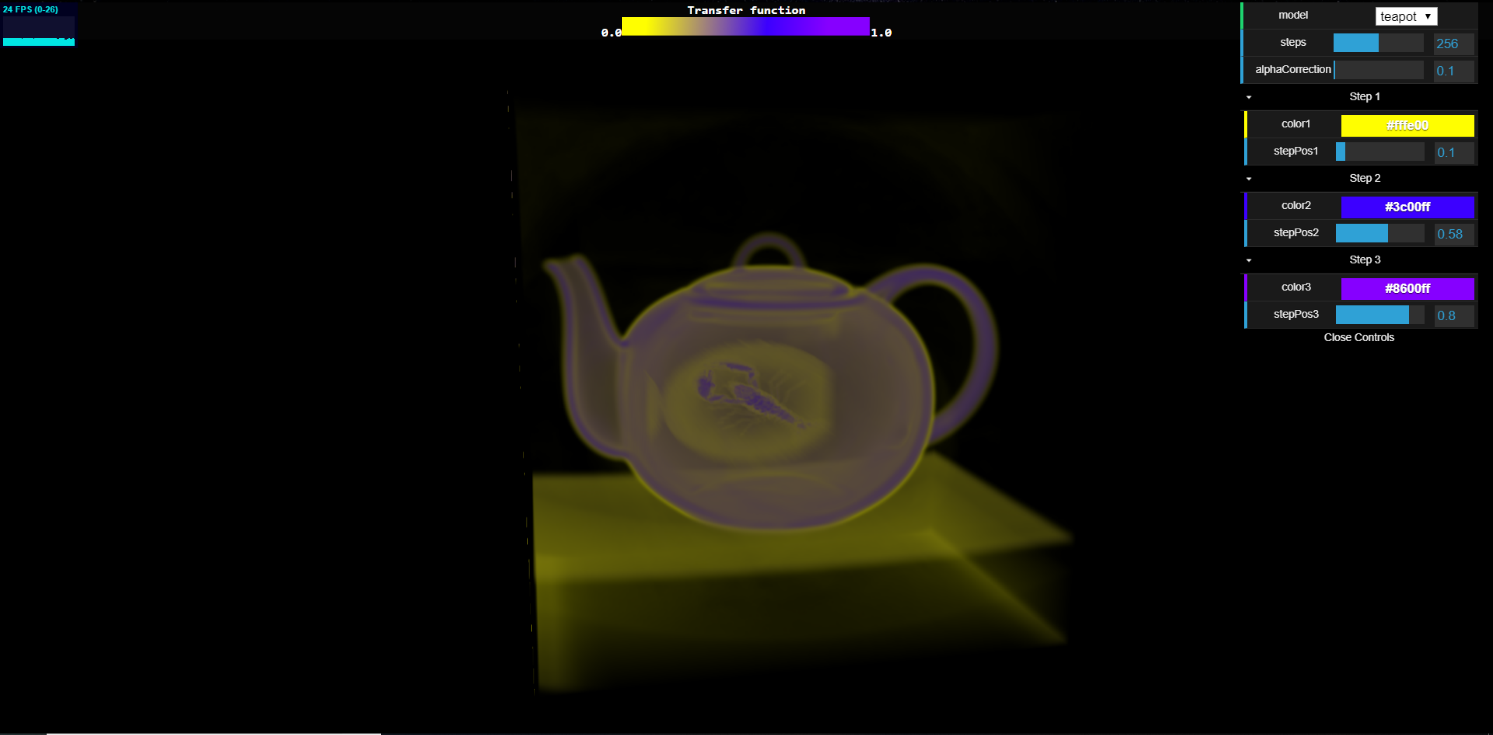 24 FPS (0-26)
Transfer function
0.0 1.0
model teapot
steps 256
alphaCorrection 0.1
Step 1
color1 #fffe00
stepPos1 0.1
Step 2
color2 #3c00ff
stepPos2 0.58
Step 3
color3 #8600ff
stepPos3 0.8
Close Controls